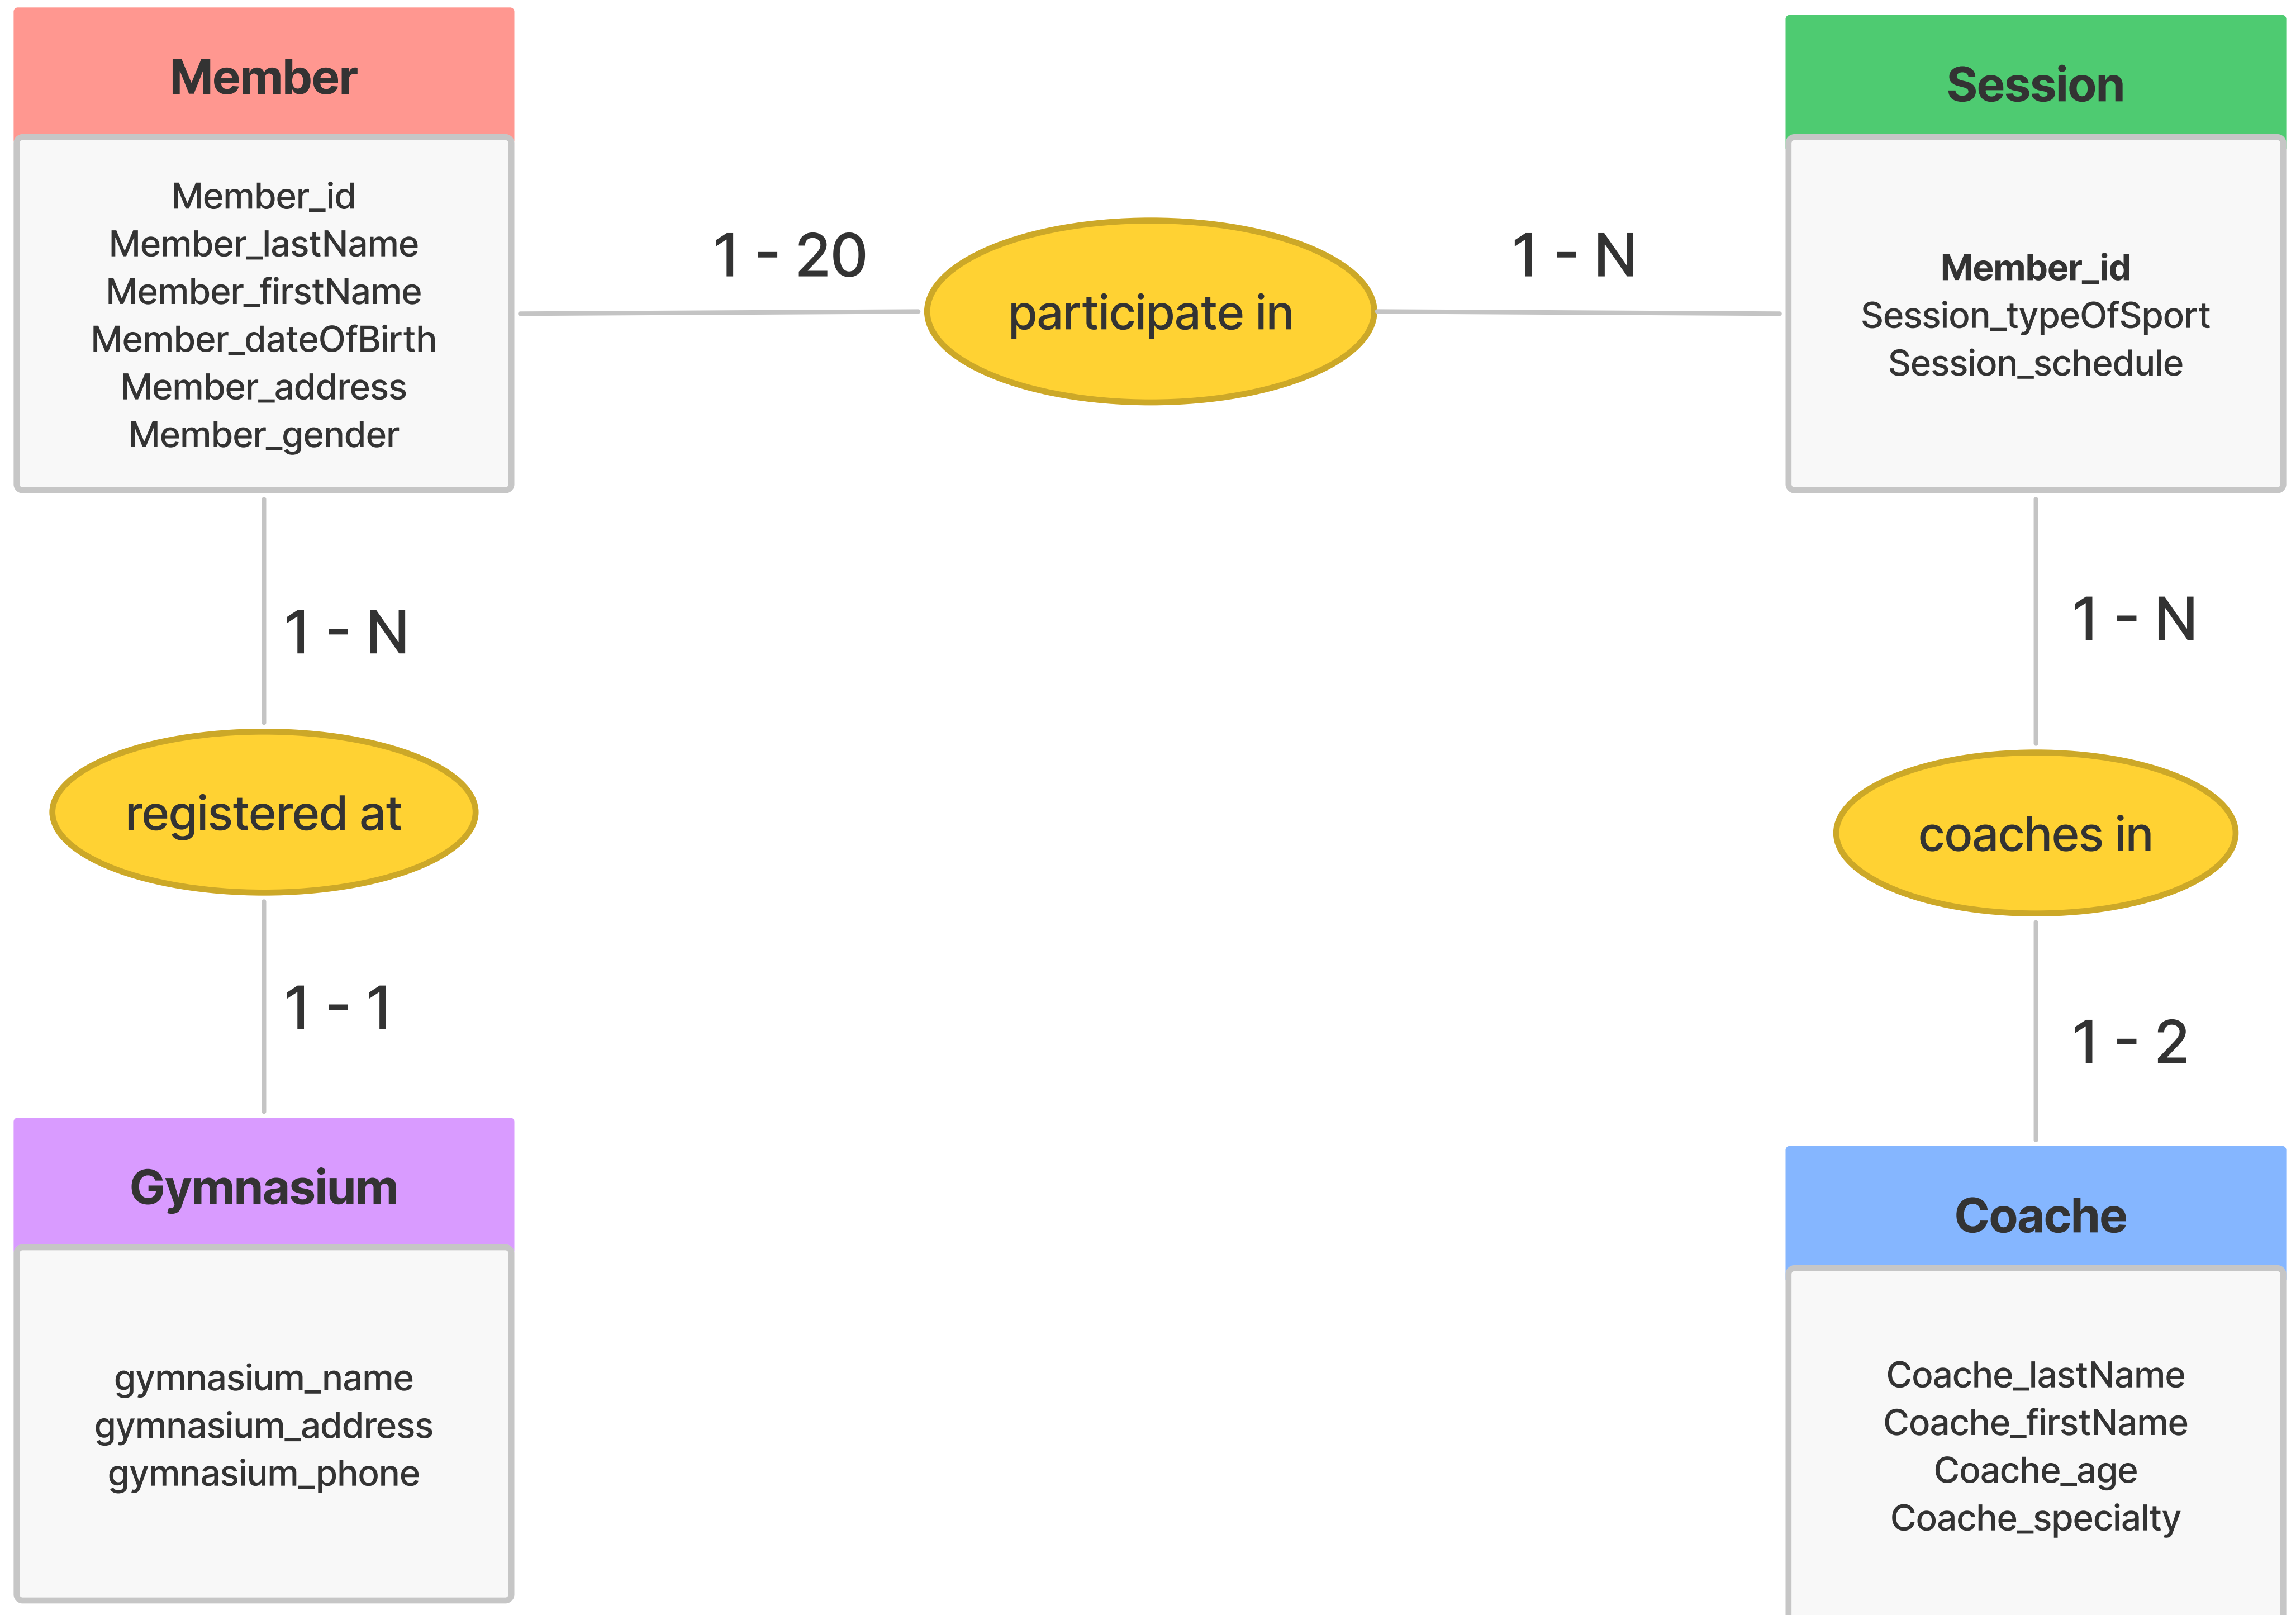 Member
Member_id
Member_lastName
Member_firstName
Member_dateOfBirth
Member_address
Member_gender
1 - 20
participate in
1 - N
Session
Member_id
Session_typeOfSport
Session_schedule
1 - N
registered at
1 - 1
1 - N
coaches in
1 - 2
Gymnasium
gymnasium_name
gymnasium_address
gymnasium_phone
Coache
Coache_lastName
Coache_firstName
Coache_age
Coache_specialty